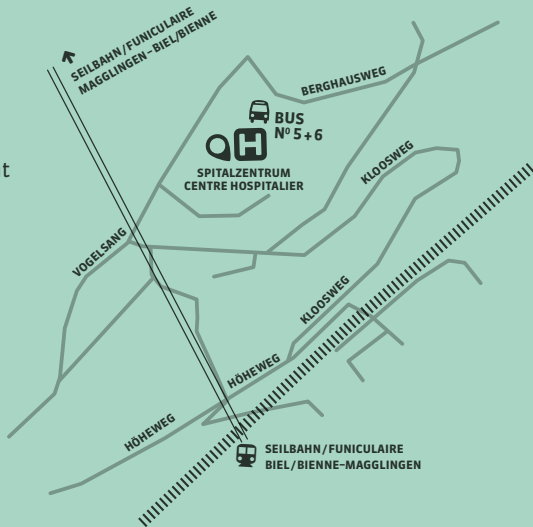 SEILBAHN/FUNICULAIRE
MAGGLINGEN–BIEL/BIENNE
BERGHAUSWEG
BUS
Nº 5+6
H
t
SPITALZENTRUM
CENTRE HOSPITALIER
KLOOSWEG
VOGELSANG
KLOOSWEG
HÖHEWEG
HÖHEWEG
SEILBAHN/FUNICULAIRE
BIEL/BIENNE–MAGGLINGEN